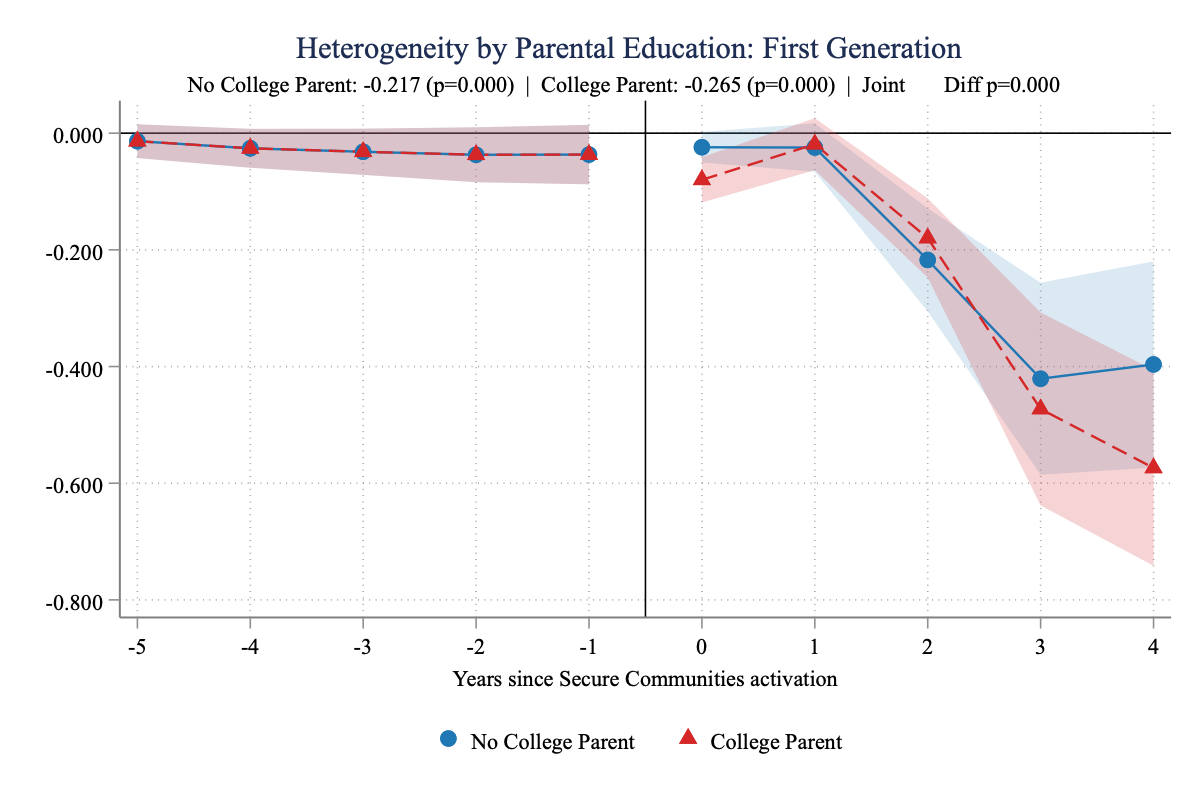 Heterogeneity by Parental Education: First Generation
No College Parent: -0.217 (p=0.000) | College Parent: -0.265 (p=0.000) | Joint Diff p=0.000
0.000
-0.200
-0.400
-0.600
-0.800
-5 -4 -3 -2 -1 0 1 2 3 4
Years since Secure Communities activation
No College Parent College Parent